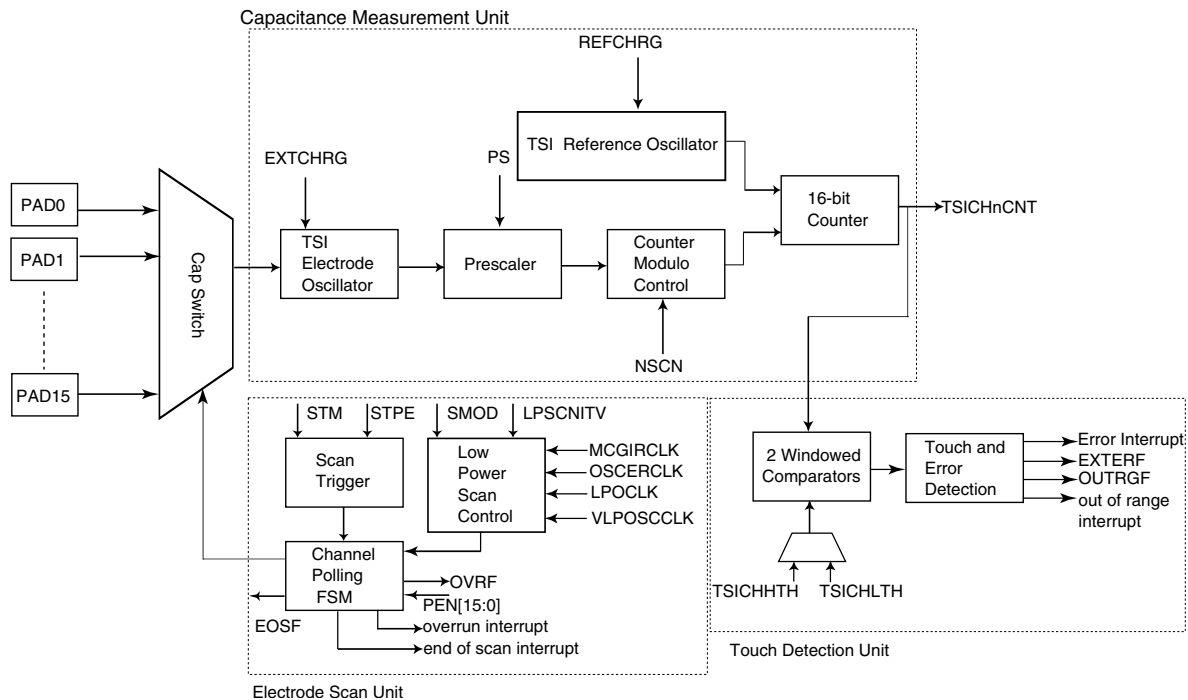 Capacitance Measurement Unit
REFCHRG
TSI Reference Oscillator
EXTCHRG
PS
PAD0
PAD1
PAD15
Cap Switch
TSI
Electrode
Oscillator
Prescaler
Counter
Modulo
Control
16-bit
Counter
TSICHnCNT
NSCN
STM
STPE
SMOD
LPSCNITV
Scan
Trigger
Low
Power
Scan
Control
MCGIRCLK
OSCERCLK
LPOCLK
VLPOSCCLK
Channel
Polling
FSM
OVRF
PEN[15:0]
EOSF
overrun interrupt
end of scan interrupt
Electrode Scan Unit
2 Windowed
Comparators
Touch and
Error
Detection
Error Interrupt
EXTERF
OUTRGF
out of range
interrupt
TSICHHTH
TSICHLTH
Touch Detection Unit